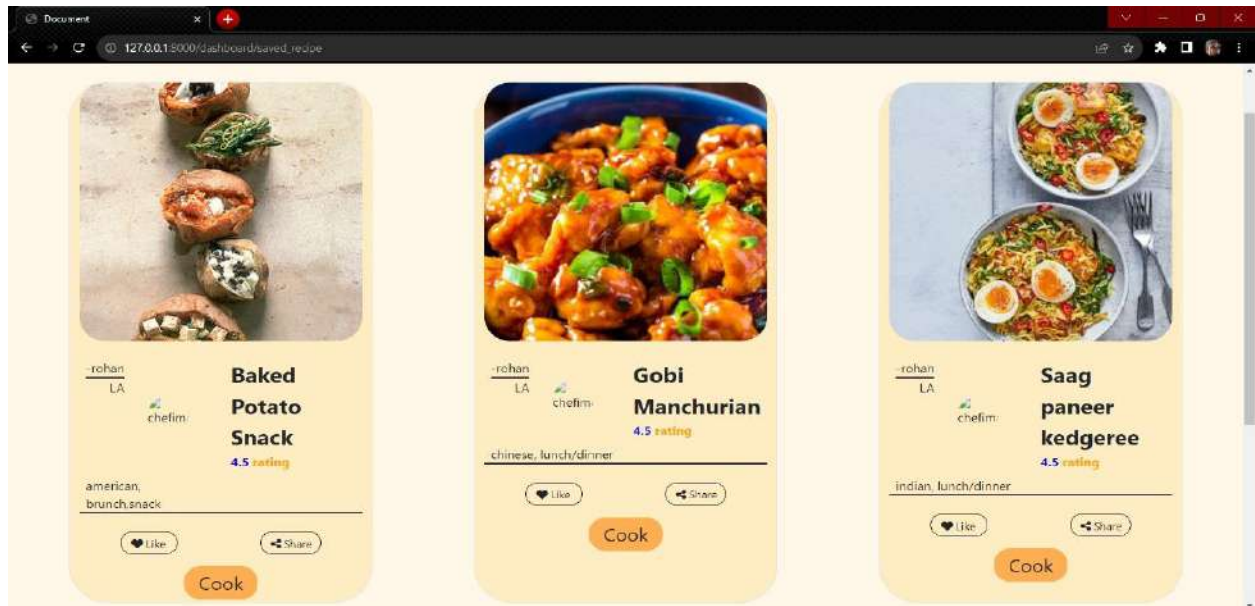 Document
127.0.0.1:8000/dashboard/saved_recipe
-rohan
LA
chefim
Baked
Potato
Snack
4.5 rating
american,
brunch,snack
Like
Share
Cook
-rohan
LA
chefim
Gobi
Manchurian
4.5 rating
chinese, lunch/dinner
Like
Share
Cook
-rohan
LA
chefim
Saag
paneer
kedgeree
4.5 rating
indian, lunch/dinner
Like
Share
Cook